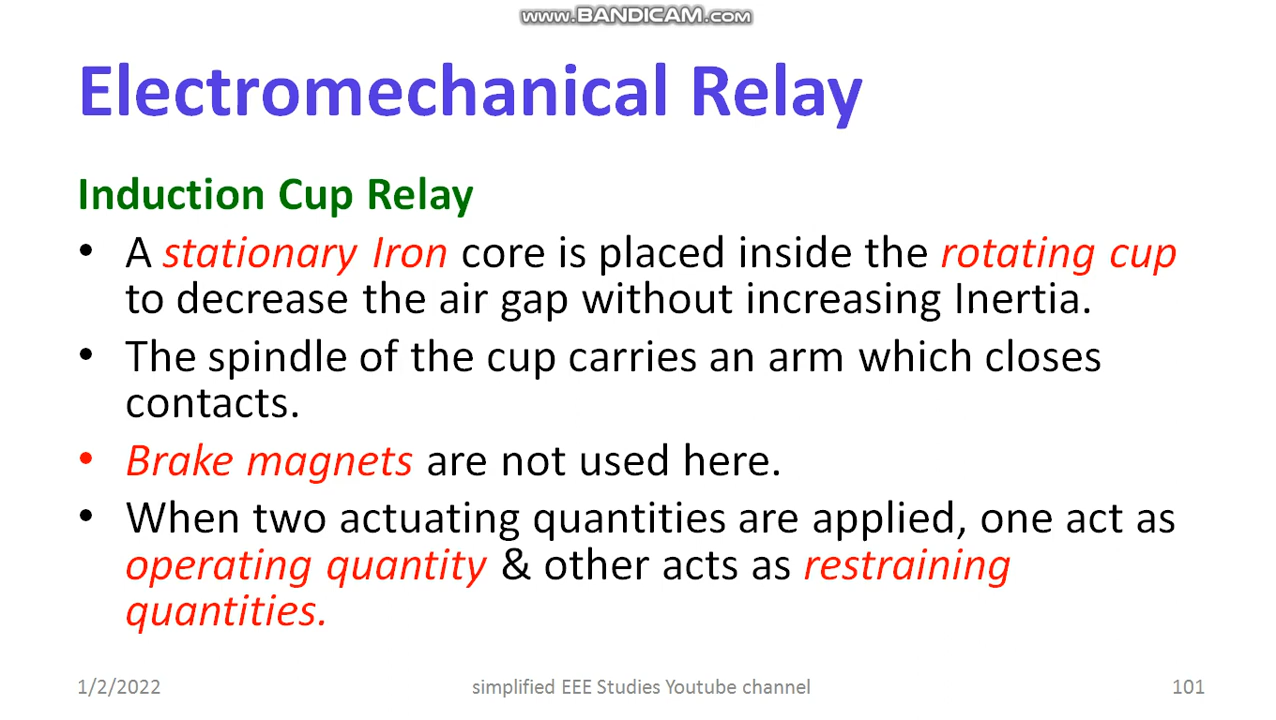 www.BANDICAM.com
Electromechanical Relay
Induction Cup Relay
• A stationary Iron core is placed inside the rotating cup
to decrease the air gap without increasing Inertia.
• The spindle of the cup carries an arm which closes
contacts.
• Brake magnets are not used here.
• When two actuating quantities are applied, one act as
operating quantity & other acts as restraining
quantities.
1/2/2022 simplified EEE Studies Youtube channel 101